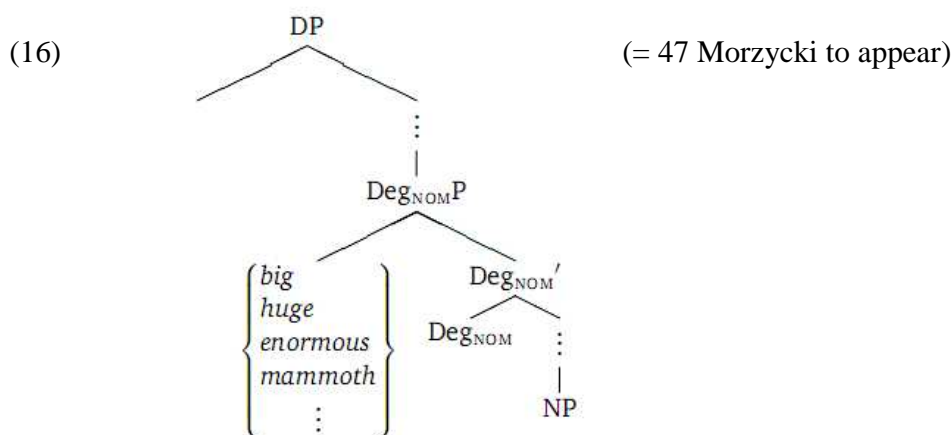 DP
(16) (= 47 Morzycki to appear)
⋮
Deg_NOM P
big Deg_NOM′
huge
enormous Deg_NOM ⋮
mammoth
⋮ NP